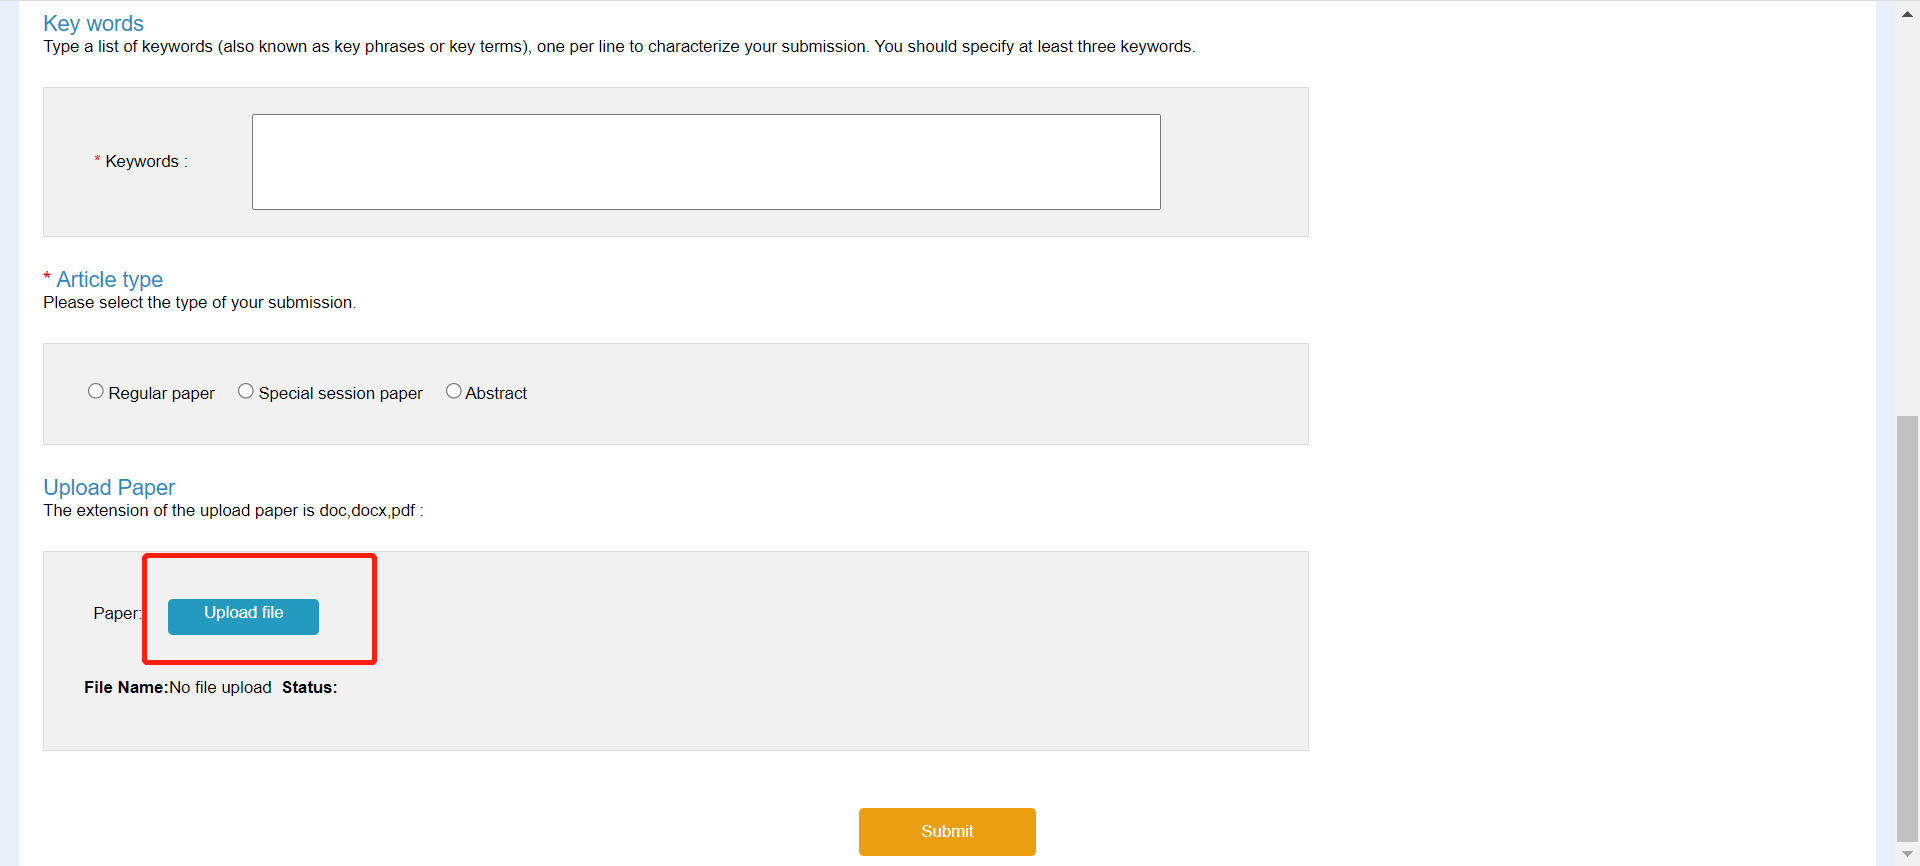 Key words
Type a list of keywords (also known as key phrases or key terms), one per line to characterize your submission. You should specify at least three keywords.
* Keywords :
* Article type
Please select the type of your submission.
Regular paper Special session paper Abstract
Upload Paper
The extension of the upload paper is doc,docx,pdf :
Paper: Upload file
File Name:No file upload Status:
Submit